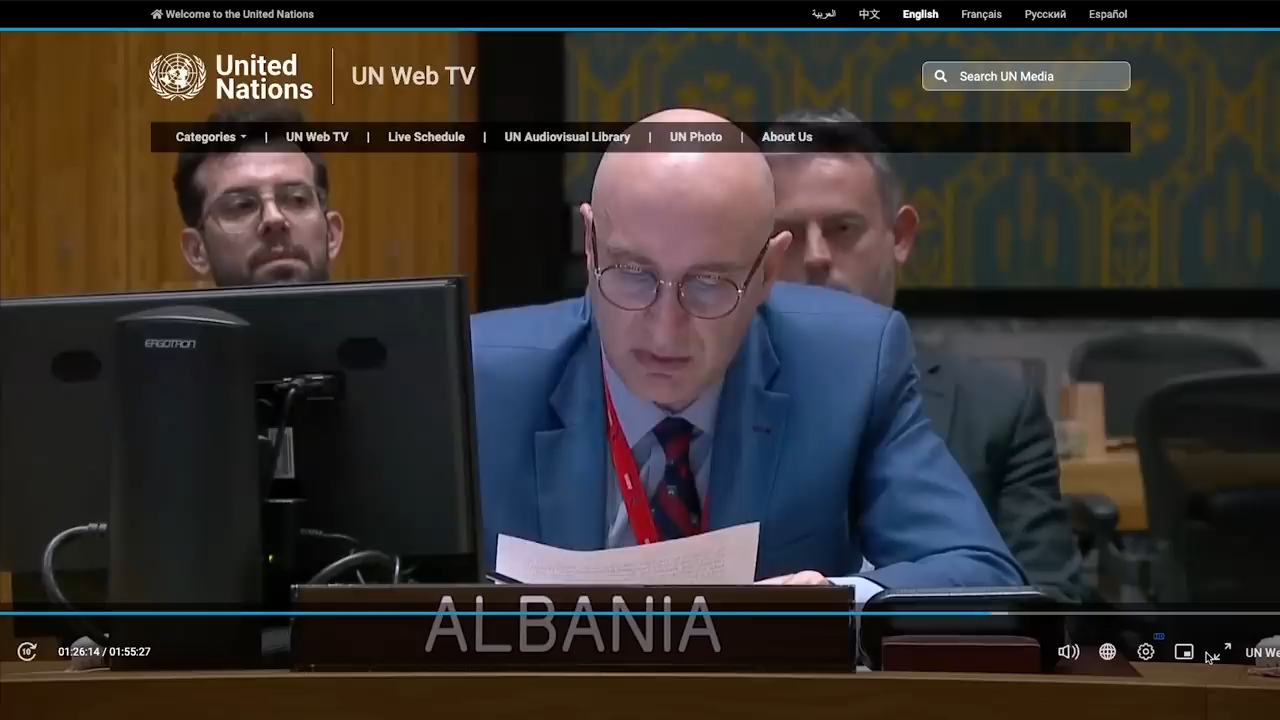 Welcome to the United Nations
العربية
中文
English
Français
Русский
Español
United
Nations
UN Web TV
Search UN Media
Categories | UN Web TV | Live Schedule | UN Audiovisual Library | UN Photo | About Us
ERGOTRON
ALBANIA
10
01:26:14 / 01:55:27
HD
UN We